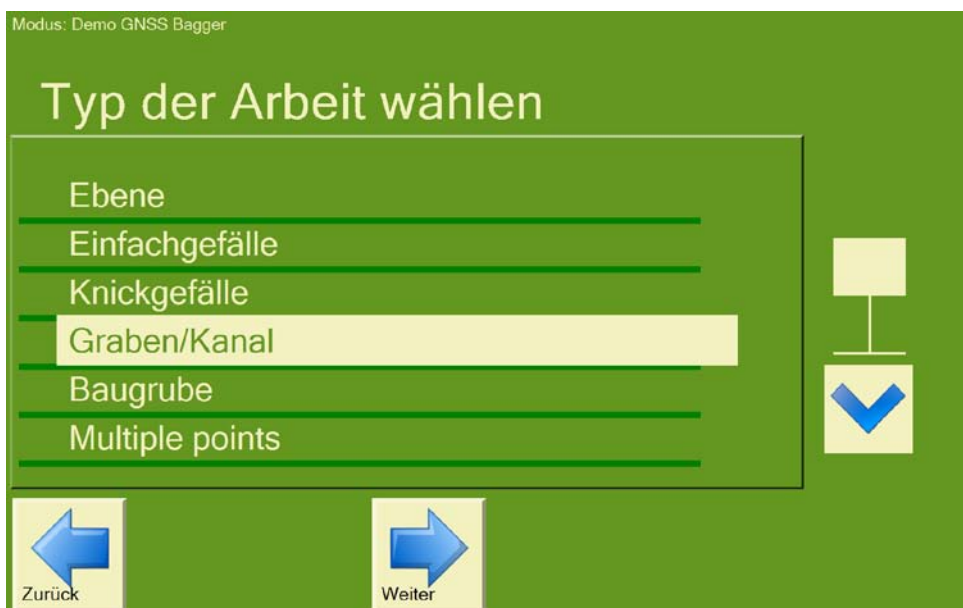 Modus: Demo GNSS Bagger
Typ der Arbeit wählen
Ebene
Einfachgefälle
Knickgefälle
Graben/Kanal
Baugrube
Multiple points
Zurück
Weiter